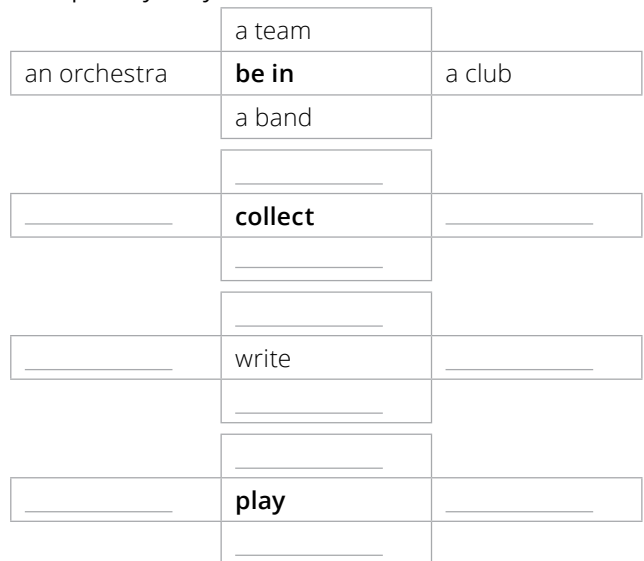 a team
an orchestra be in a club
a band
collect
write
play